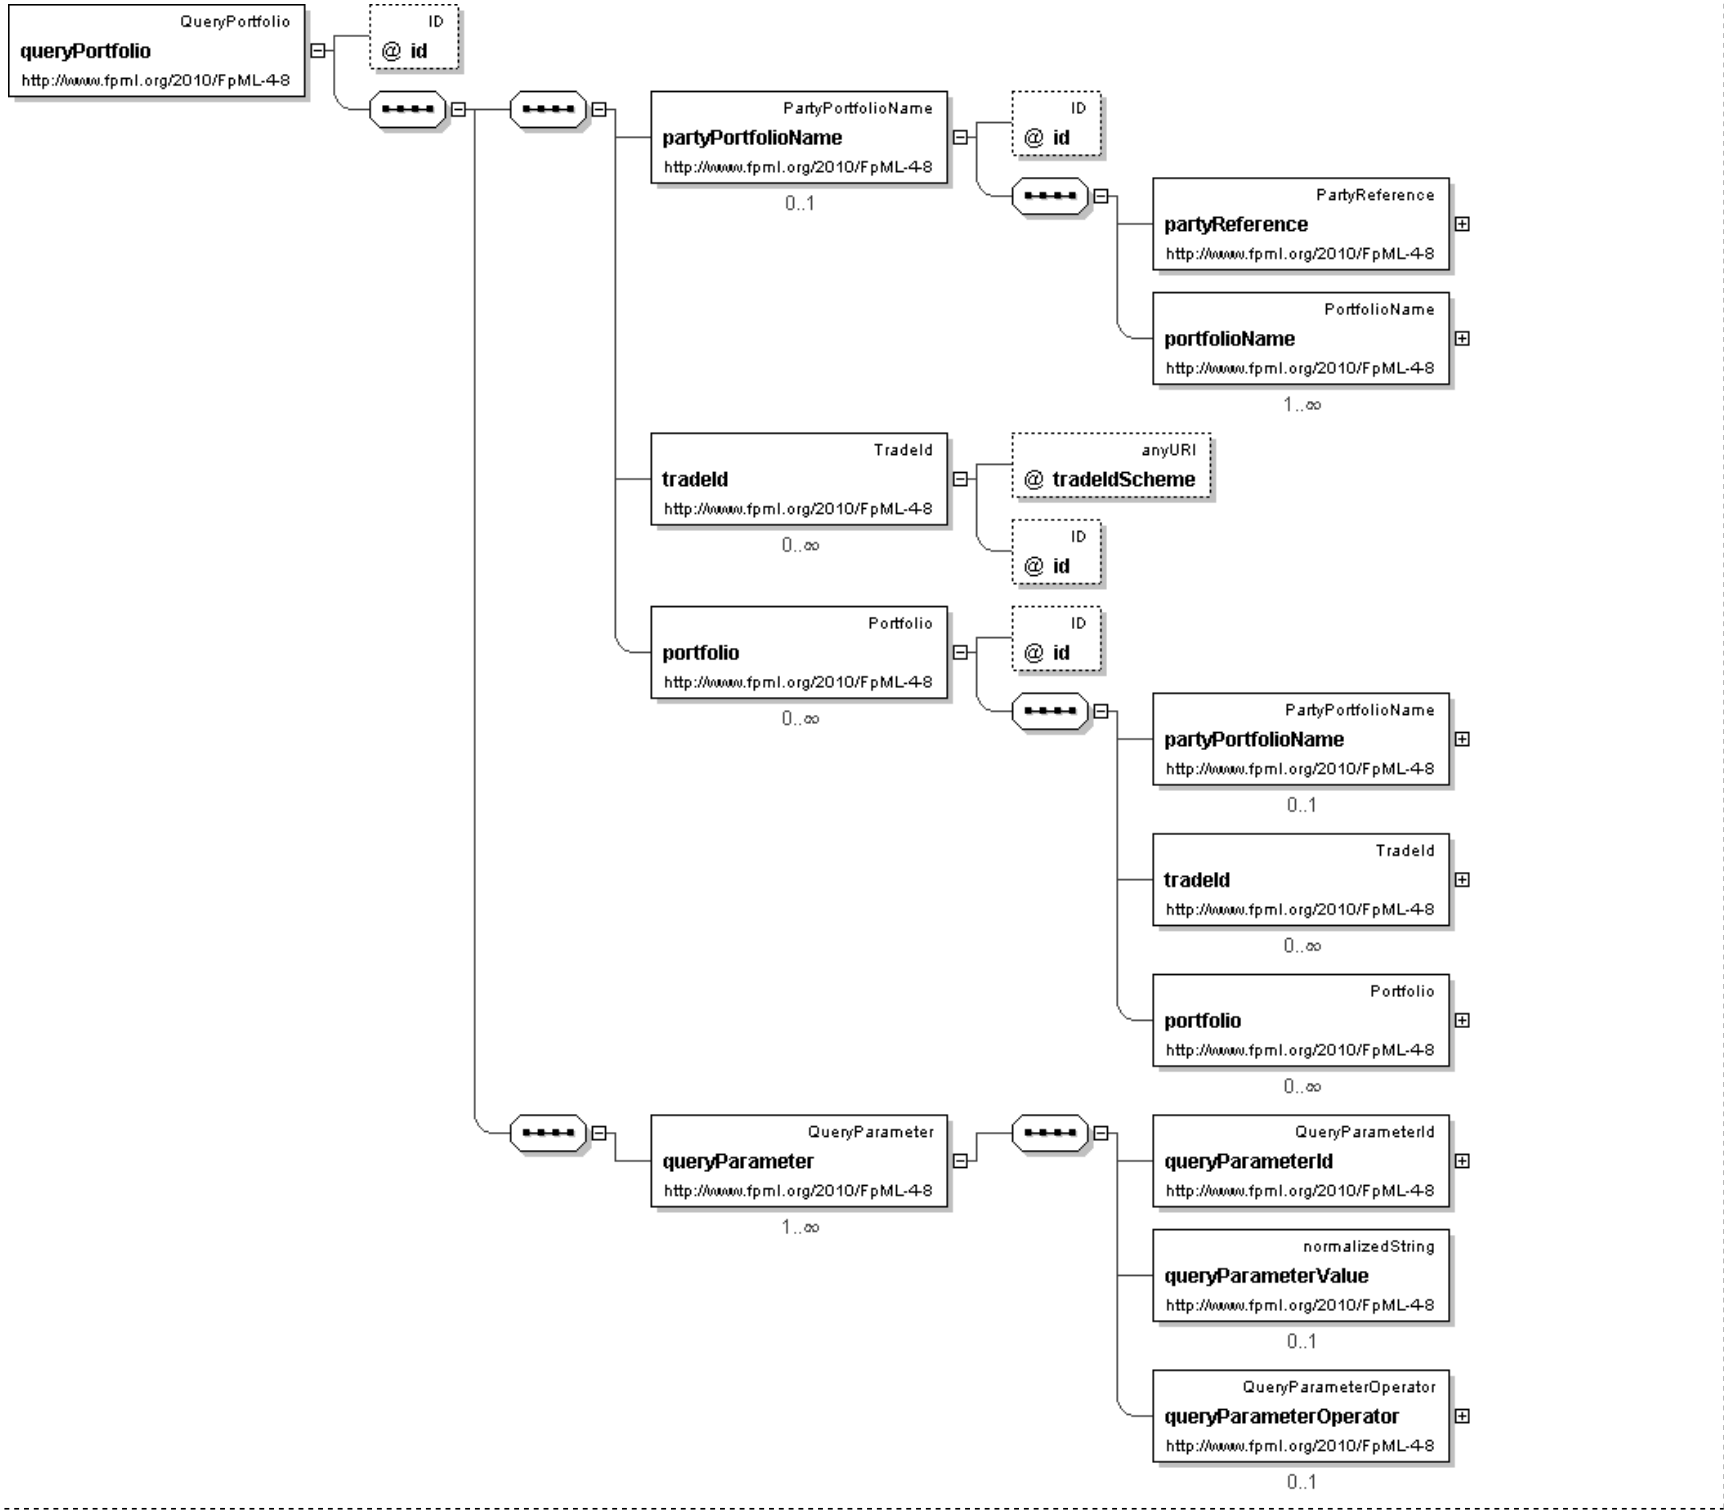 QueryPortfolio
queryPortfolio
http://www.fpml.org/2010/FpML-4-8
ID
@ id
PartyPortfolioName
partyPortfolioName
http://www.fpml.org/2010/FpML-4-8
0..1
ID
@ id
PartyReference
partyReference
http://www.fpml.org/2010/FpML-4-8
PortfolioName
portfolioName
http://www.fpml.org/2010/FpML-4-8
1..∞
TradeId
tradeId
http://www.fpml.org/2010/FpML-4-8
0..∞
anyURI
@ tradeIdScheme
ID
@ id
Portfolio
portfolio
http://www.fpml.org/2010/FpML-4-8
0..∞
ID
@ id
PartyPortfolioName
partyPortfolioName
http://www.fpml.org/2010/FpML-4-8
0..1
TradeId
tradeId
http://www.fpml.org/2010/FpML-4-8
0..∞
Portfolio
portfolio
http://www.fpml.org/2010/FpML-4-8
0..∞
QueryParameter
queryParameter
http://www.fpml.org/2010/FpML-4-8
1..∞
QueryParameterId
queryParameterId
http://www.fpml.org/2010/FpML-4-8
normalizedString
queryParameterValue
http://www.fpml.org/2010/FpML-4-8
0..1
QueryParameterOperator
queryParameterOperator
http://www.fpml.org/2010/FpML-4-8
0..1